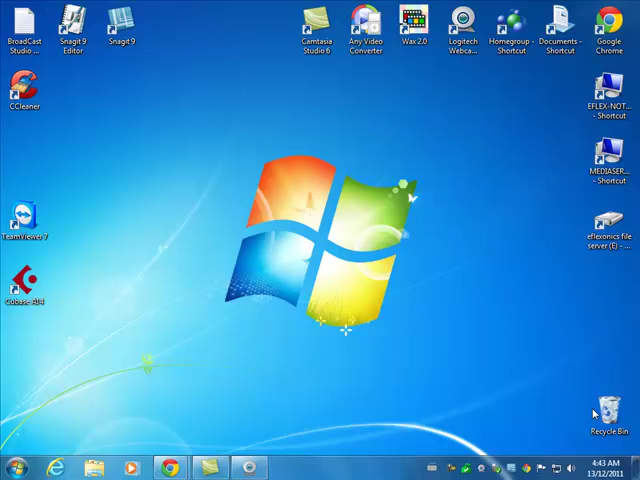 BroadCast
Studio ...
Snagit 9
Editor
Snagit 9
Camtasia
Studio 6
Any Video
Converter
Wax 2.0
Logitech
Webca...
Homegroup -
Shortcut
Documents -
Shortcut
Google
Chrome
CCleaner
EFLEX-NOT...
- Shortcut
MEDIASER...
- Shortcut
TeamViewer 7
eflexonics file
server (E) - ...
Cubase AI4
Recycle Bin
4:43 AM
13/12/2011